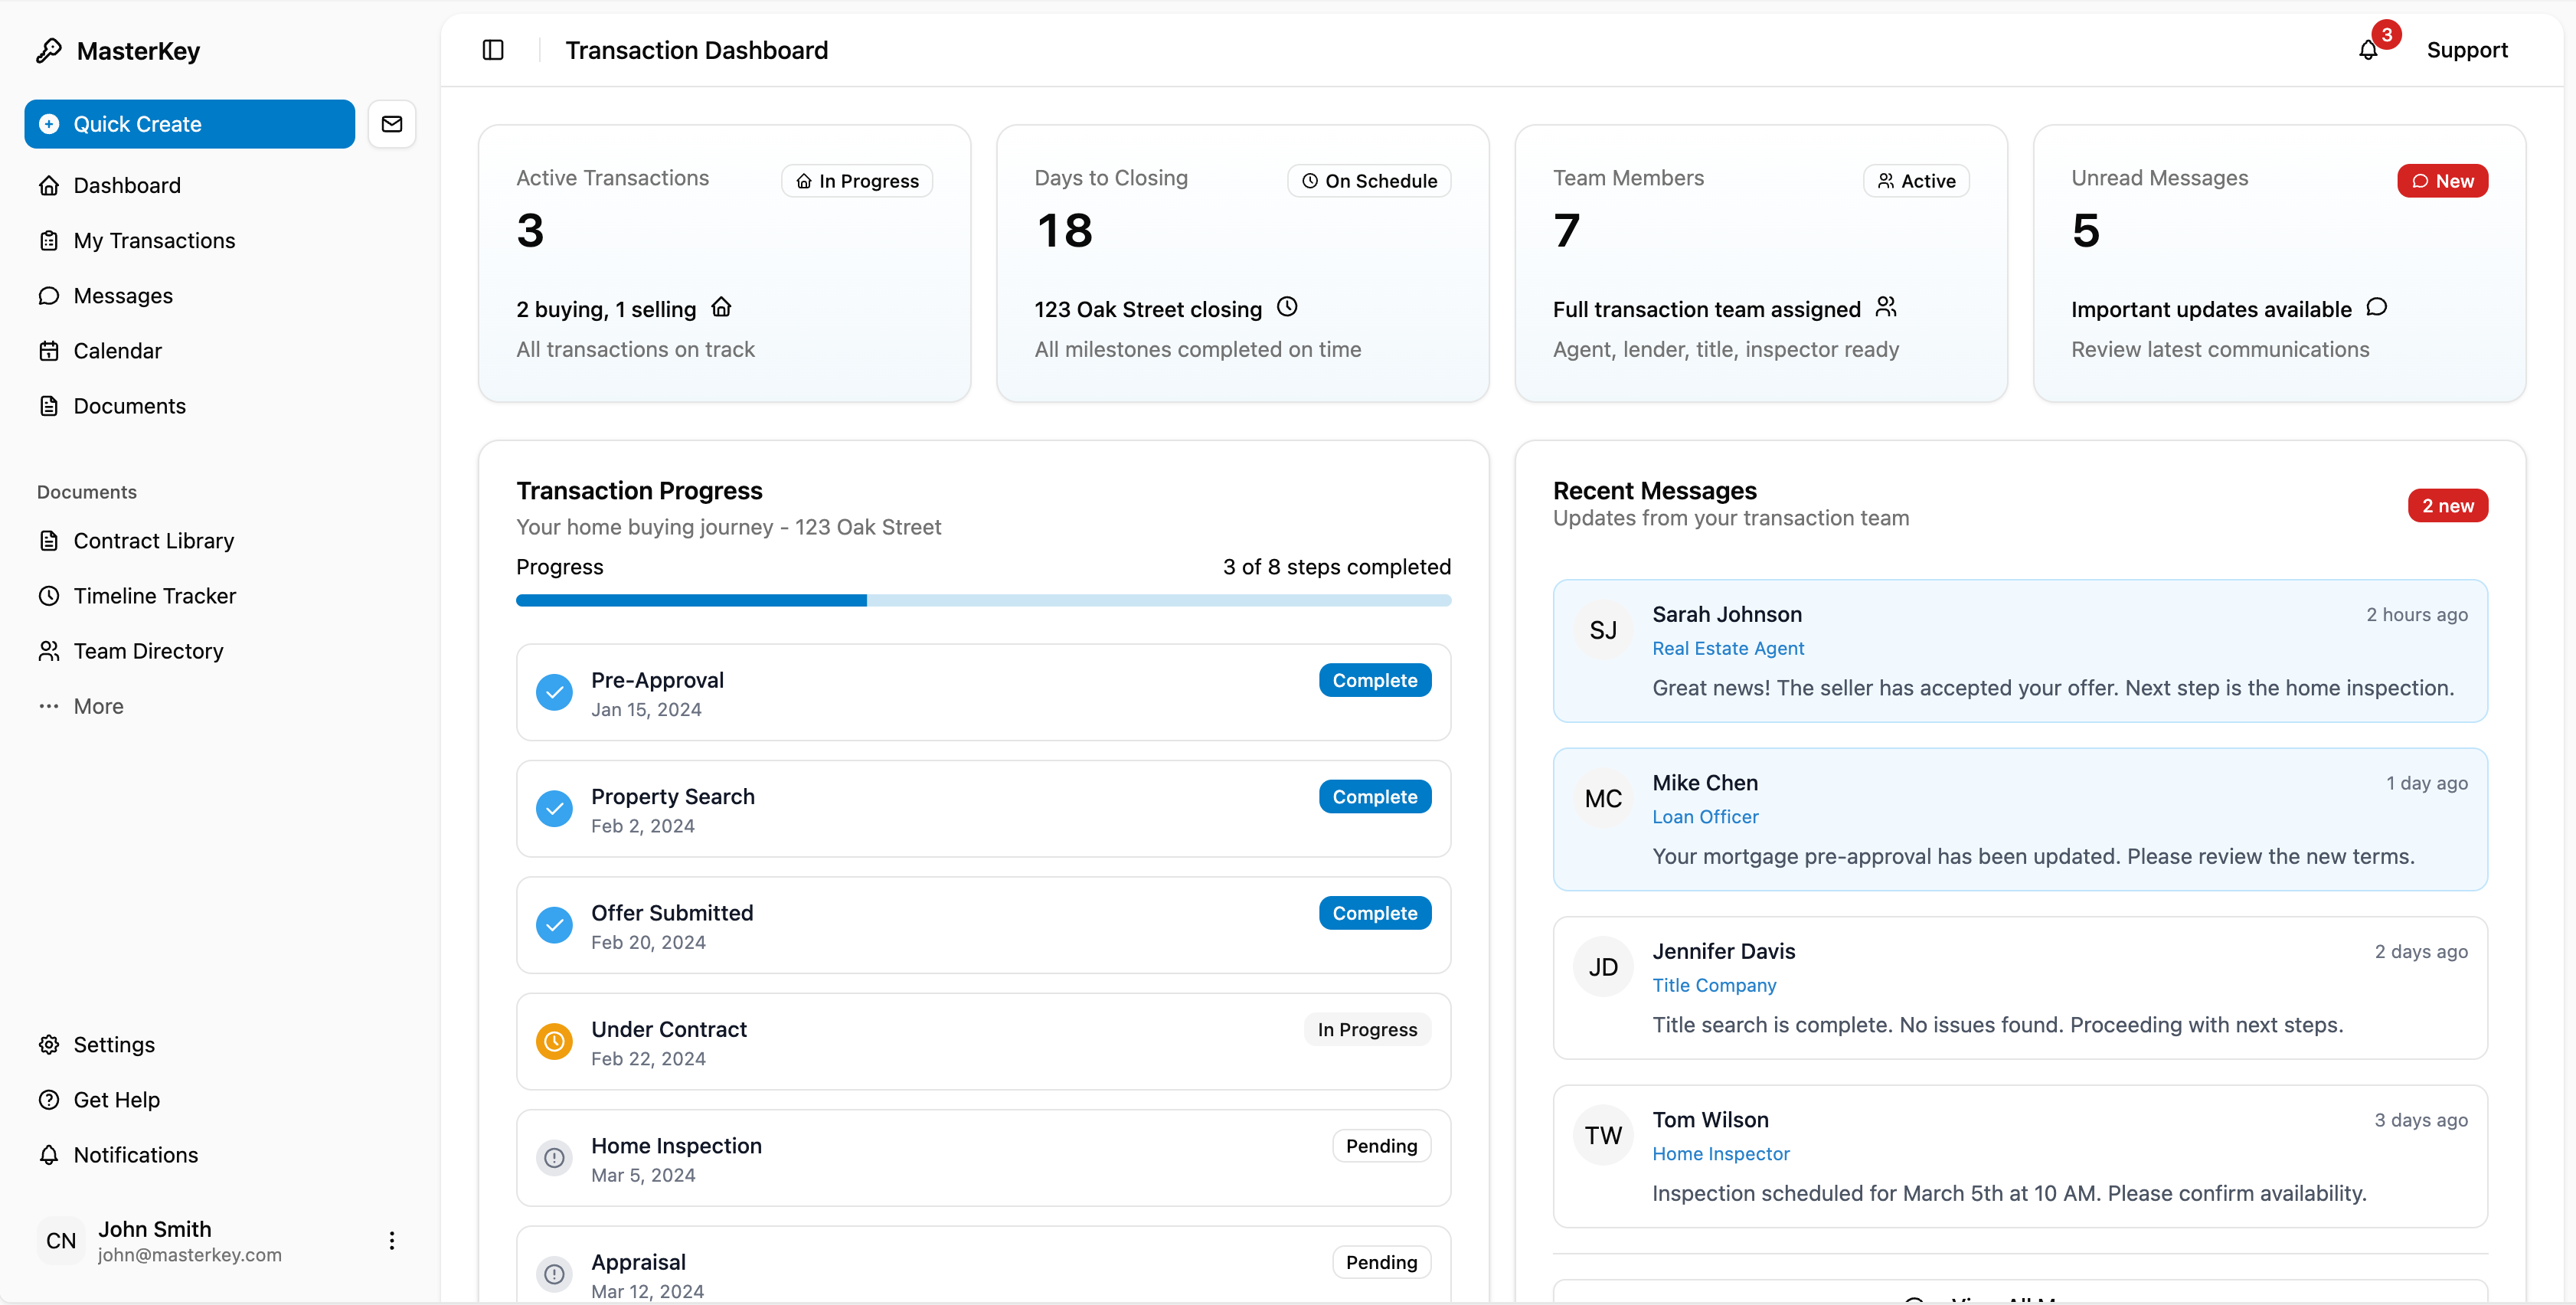 MasterKey
Quick Create
Dashboard
My Transactions
Messages
Calendar
Documents
Documents
Contract Library
Timeline Tracker
Team Directory
More
Settings
Get Help
Notifications
CN
John Smith
john@masterkey.com
Transaction Dashboard
3
Support
Active Transactions
In Progress
3
2 buying, 1 selling
All transactions on track
Days to Closing
On Schedule
18
123 Oak Street closing
All milestones completed on time
Team Members
Active
7
Full transaction team assigned
Agent, lender, title, inspector ready
Unread Messages
New
5
Important updates available
Review latest communications
Transaction Progress
Your home buying journey - 123 Oak Street
Progress
3 of 8 steps completed
Pre-Approval
Jan 15, 2024
Complete
Property Search
Feb 2, 2024
Complete
Offer Submitted
Feb 20, 2024
Complete
Under Contract
Feb 22, 2024
In Progress
Home Inspection
Mar 5, 2024
Pending
Appraisal
Mar 12, 2024
Pending
Recent Messages
Updates from your transaction team
2 new
SJ
Sarah Johnson
2 hours ago
Real Estate Agent
Great news! The seller has accepted your offer. Next step is the home inspection.
MC
Mike Chen
1 day ago
Loan Officer
Your mortgage pre-approval has been updated. Please review the new terms.
JD
Jennifer Davis
2 days ago
Title Company
Title search is complete. No issues found. Proceeding with next steps.
TW
Tom Wilson
3 days ago
Home Inspector
Inspection scheduled for March 5th at 10 AM. Please confirm availability.
View All